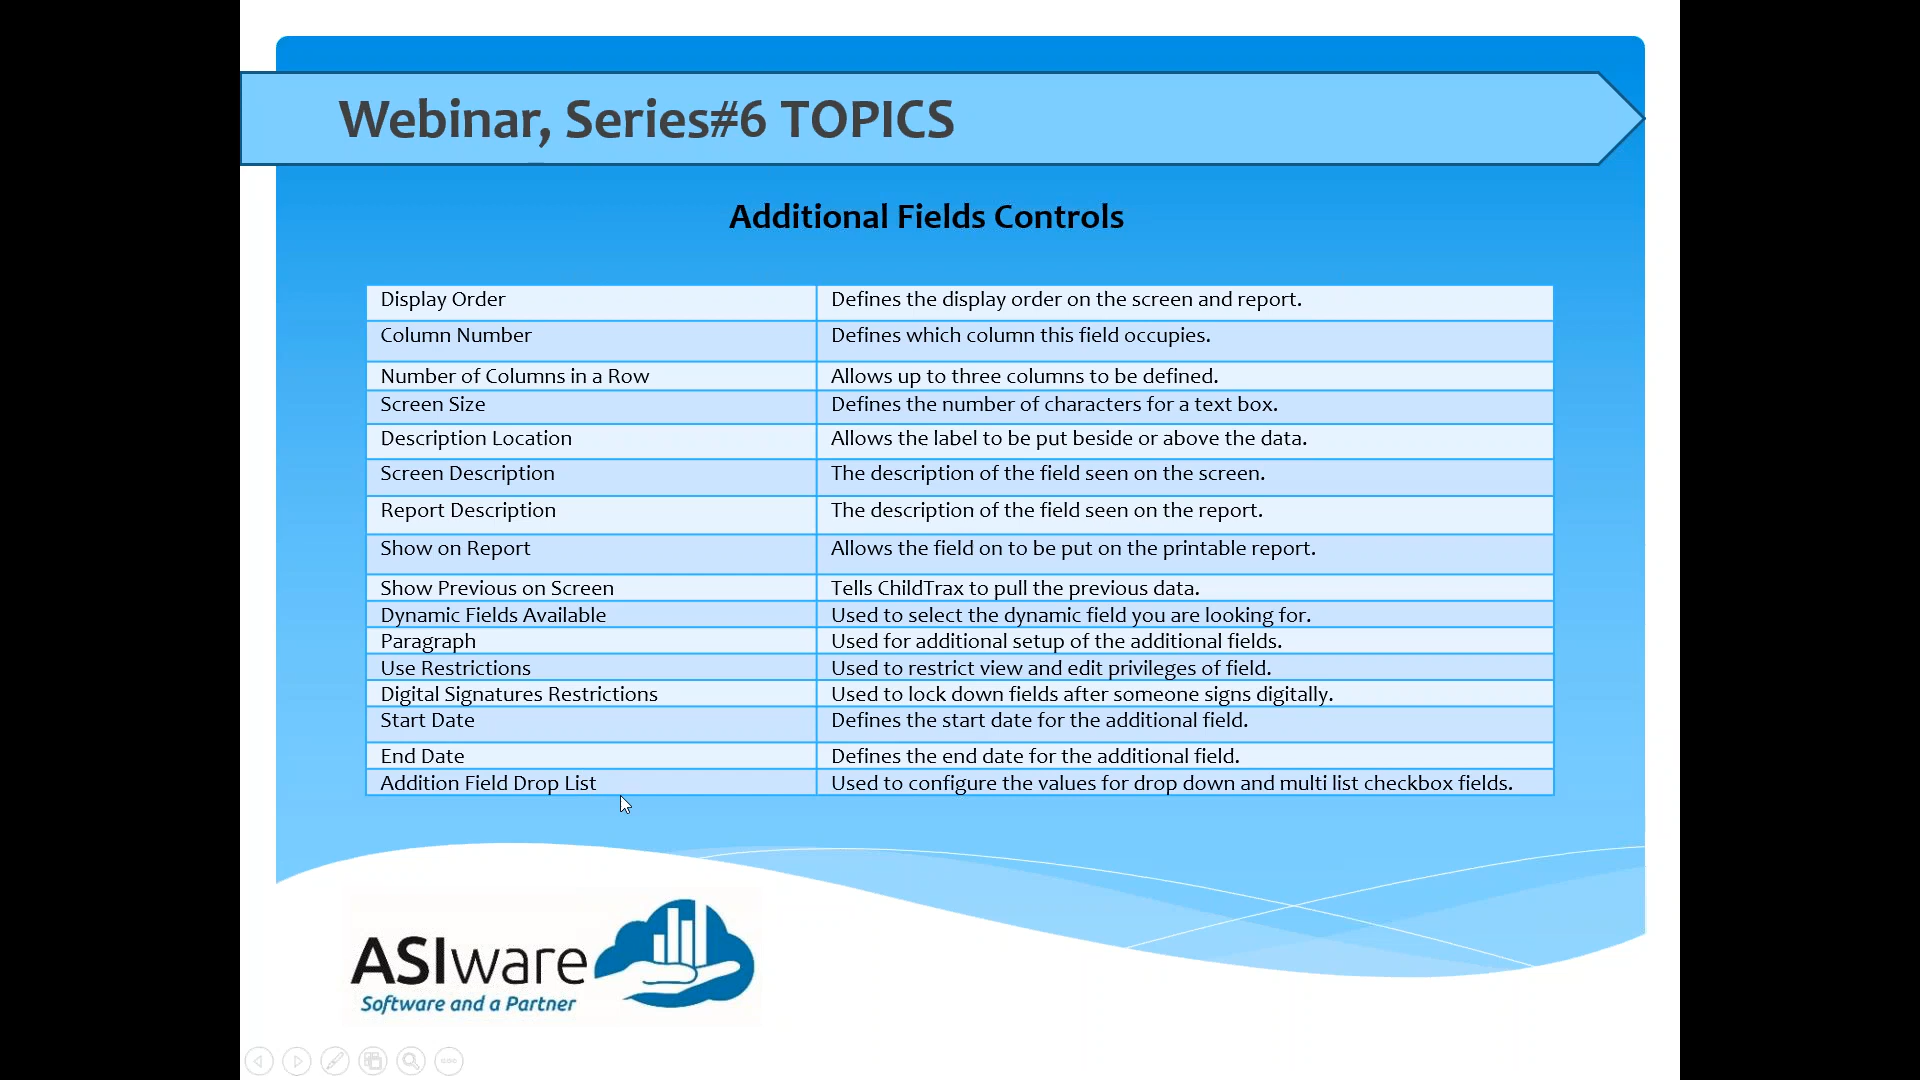 Webinar, Series#6 TOPICS
Additional Fields Controls
Display Order Defines the display order on the screen and report.
Column Number Defines which column this field occupies.
Number of Columns in a Row Allows up to three columns to be defined.
Screen Size Defines the number of characters for a text box.
Description Location Allows the label to be put beside or above the data.
Screen Description The description of the field seen on the screen.
Report Description The description of the field seen on the report.
Show on Report Allows the field on to be put on the printable report.
Show Previous on Screen Tells ChildTrax to pull the previous data.
Dynamic Fields Available Used to select the dynamic field you are looking for.
Paragraph Used for additional setup of the additional fields.
Use Restrictions Used to restrict view and edit privileges of field.
Digital Signatures Restrictions Used to lock down fields after someone signs digitally.
Start Date Defines the start date for the additional field.
End Date Defines the end date for the additional field.
Addition Field Drop List Used to configure the values for drop down and multi list checkbox fields.
ASIware
Software and a Partner